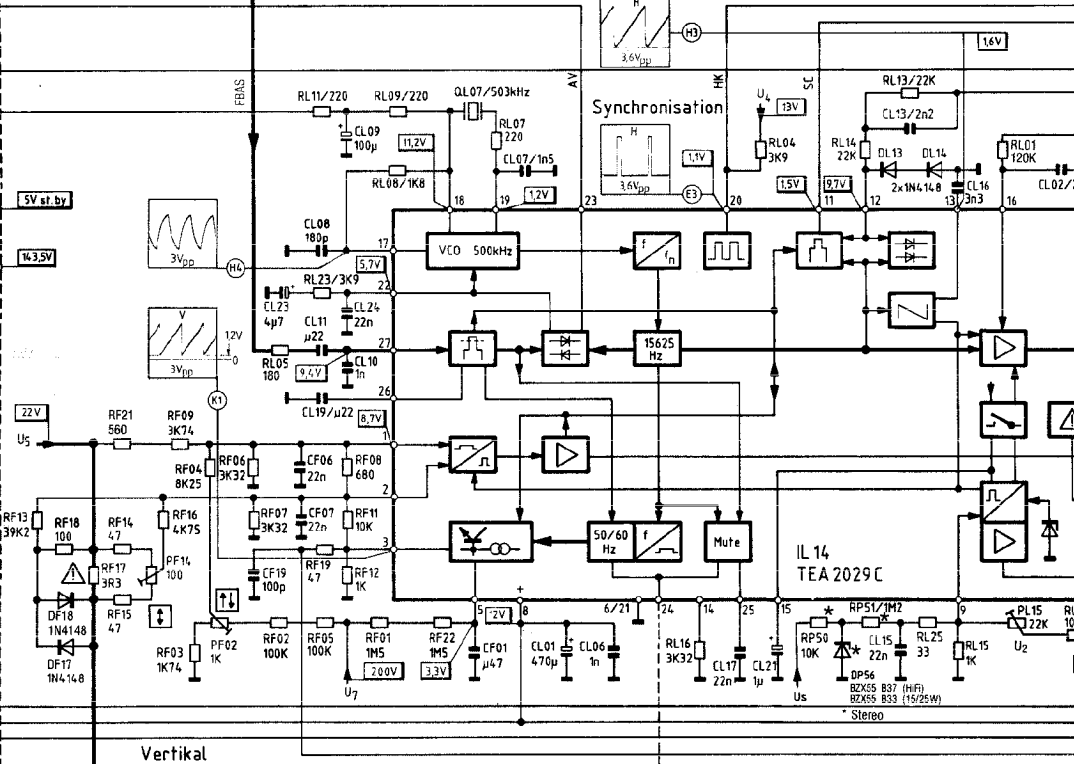 H
3,6Vpp
H3
1,6V
FBAS
AV
HK
SC
RL11/220
RL09/220
QL07/503kHz
Synchronisation
U4
13V
RL13/22K
CL13/2n2
CL09
100µ
11,2V
RL07
220
H
RL04
3K9
RL14
22K
DL13
DL14
2x1N4148
RL01
120K
RL08/1K8
CL07/1n5
1,2V
3,6Vpp
E3
1,1V
1,5V
9,7V
CL16
3n3
CL02/
5V st.by
143,5V
18
19
23
20
11
12
13
16
CL08
180p
17
VCO 500kHz
f
fn
3Vpp
H4
5,7V
RL23/3K9
22
CL23
4µ7
CL24
22n
V
1,2V
0
3Vpp
CL11
µ22
27
RL05
180
9,4V
CL10
1n
15625
Hz
26
K1
CL19/µ22
8,7V
22V
U5
RF21
560
RF09
3K74
1
RF04
8K25
RF06
3K32
CF06
22n
RF08
680
2
RF13
39K2
RF18
100
RF14
47
RF16
4K75
RF07
3K32
CF07
22n
RF11
10K
3
RF17
3R3
PF14
100
CF19
100p
RF19
47
RF12
1K
50/60
Hz
f
Mute
IL14
TEA 2029 C
DF18
1N4148
RF15
47
DF17
1N4148
5
12V
+
8
6/21
24
14
25
15
9
RF03
1K74
PF02
1K
RF02
100K
RF05
100K
RF01
1M5
RF22
1M5
U7
200V
3,3V
CF01
µ47
CL01
470µ
CL06
1n
RL16
3K32
CL17
22n
CL21
1µ
RP50
10K
*
RP51/1M2
*
*
CL15
22n
RL25
33
RL15
1K
PL15
22K
U2
Us
DP56
BZX55 B37 (HiFi)
BZX55 B33 (15/25W)
* Stereo
Vertikal